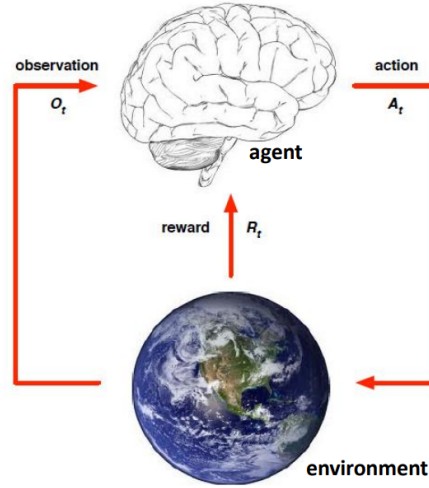 observation
action
O_t
A_t
agent
reward
R_t
environment